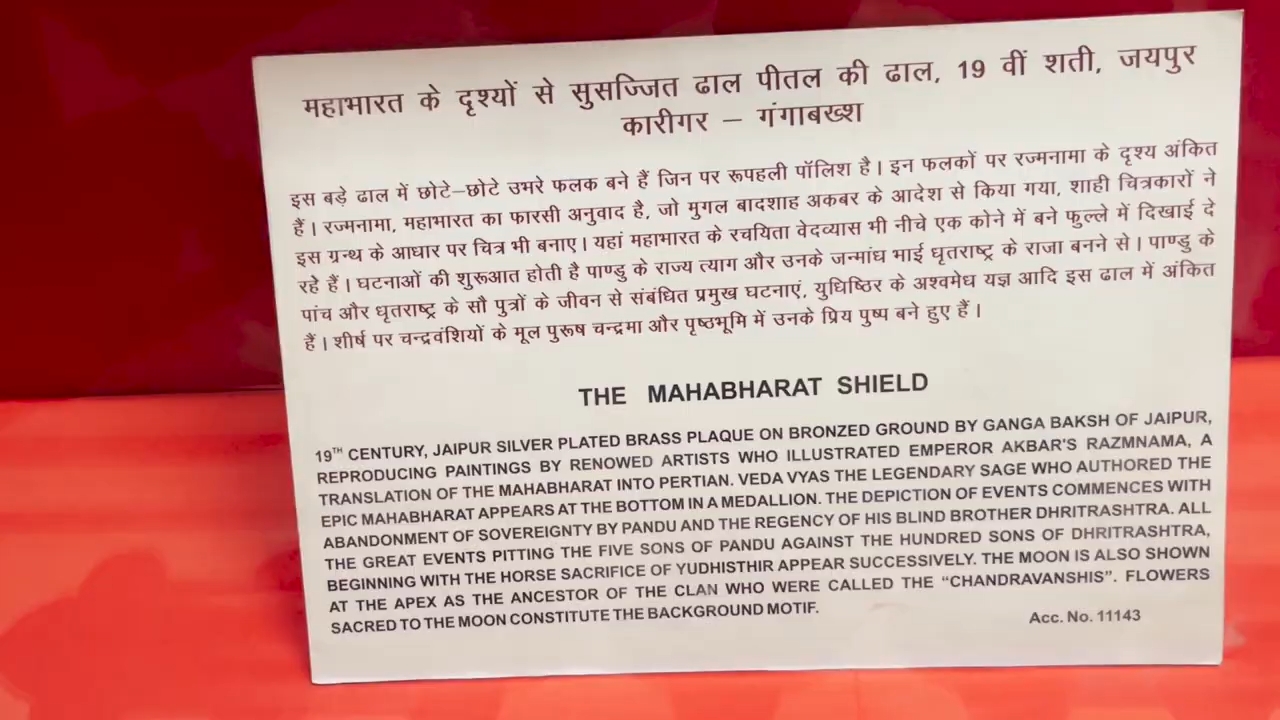 महाभारत के दृश्यों से सुसज्जित ढाल पीतल की ढाल, 19 वीं शती, जयपुर
कारीगर – गंगाबख्श
इस बड़े ढाल में छोटे–छोटे उभरे फलक बने हैं जिन पर रूपहली पॉलिश है। इन फलकों पर रज्मनामा के दृश्य अंकित
हैं। रज्मनामा, महाभारत का फारसी अनुवाद है, जो मुगल बादशाह अकबर के आदेश से किया गया, शाही चित्रकारों ने
इस ग्रन्थ के आधार पर चित्र भी बनाए। यहां महाभारत के रचयिता वेदव्यास भी नीचे एक कोने में बने फुल्ले में दिखाई दे
रहे हैं। घटनाओं की शुरूआत होती है पाण्डु के राज्य त्याग और उनके जन्मांध भाई धृतराष्ट्र के राजा बनने से। पाण्डु के
पांच और धृतराष्ट्र के सौ पुत्रों के जीवन से संबंधित प्रमुख घटनाएं, युधिष्ठिर के अश्वमेध यज्ञ आदि इस ढाल में अंकित
हैं। शीर्ष पर चन्द्रवंशियों के मूल पुरूष चन्द्रमा और पृष्ठभूमि में उनके प्रिय पुष्प बने हुए हैं।
THE MAHABHARAT SHIELD
19TH CENTURY, JAIPUR SILVER PLATED BRASS PLAQUE ON BRONZED GROUND BY GANGA BAKSH OF JAIPUR,
REPRODUCING PAINTINGS BY RENOWED ARTISTS WHO ILLUSTRATED EMPEROR AKBAR'S RAZMNAMA, A
TRANSLATION OF THE MAHABHARAT INTO PERTIAN. VEDA VYAS THE LEGENDARY SAGE WHO AUTHORED THE
EPIC MAHABHARAT APPEARS AT THE BOTTOM IN A MEDALLION. THE DEPICTION OF EVENTS COMMENCES WITH
ABANDONMENT OF SOVEREIGNTY BY PANDU AND THE REGENCY OF HIS BLIND BROTHER DHRITRASHTRA. ALL
THE GREAT EVENTS PITTING THE FIVE SONS OF PANDU AGAINST THE HUNDRED SONS OF DHRITRASHTRA,
BEGINNING WITH THE HORSE SACRIFICE OF YUDHISTHIR APPEAR SUCCESSIVELY. THE MOON IS ALSO SHOWN
AT THE APEX AS THE ANCESTOR OF THE CLAN WHO WERE CALLED THE “CHANDRAVANSHIS”. FLOWERS
SACRED TO THE MOON CONSTITUTE THE BACKGROUND MOTIF.
Acc. No. 11143